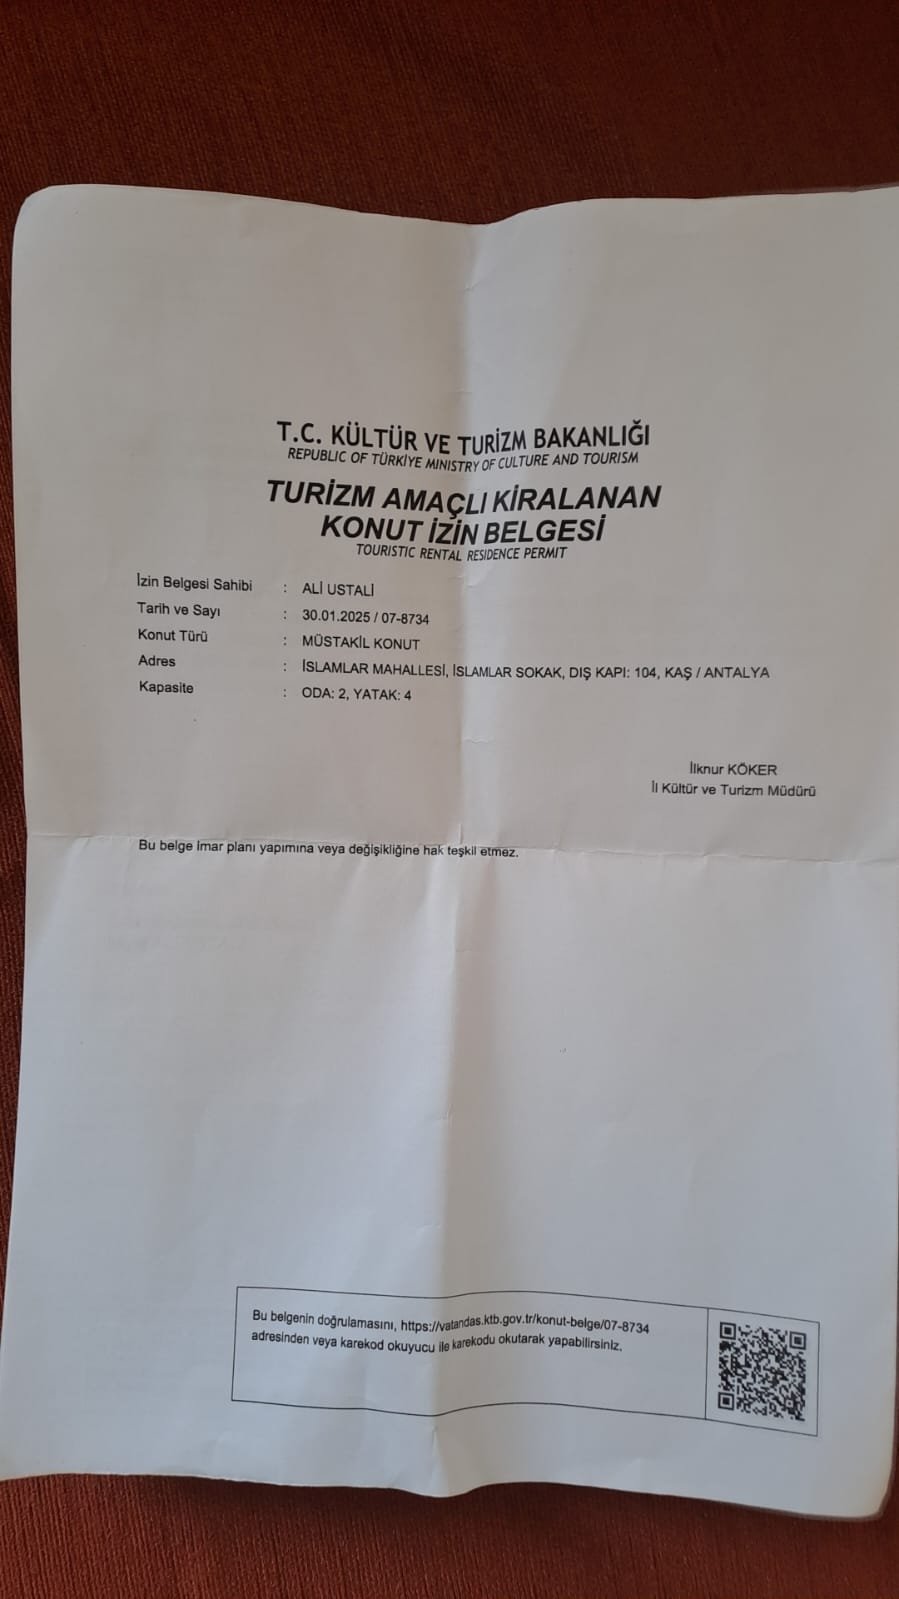 T.C. KÜLTÜR VE TURİZM BAKANLIĞI
REPUBLIC OF TÜRKİYE MINISTRY OF CULTURE AND TOURISM
TURİZM AMAÇLI KİRALANAN
KONUT İZİN BELGESİ
TOURISTIC RENTAL RESIDENCE PERMIT
İzin Belgesi Sahibi : ALİ USTALİ
Tarih ve Sayı : 30.01.2025 / 07-8734
Konut Türü : MÜSTAKİL KONUT
Adres : İSLAMLAR MAHALLESİ, İSLAMLAR SOKAK, DIŞ KAPI: 104, KAŞ / ANTALYA
Kapasite : ODA: 2, YATAK: 4
İlknur KÖKER
İl Kültür ve Turizm Müdürü
Bu belge imar planı yapımına veya değişikliğine hak teşkil etmez.
Bu belgenin doğrulamasını, https://vatandas.ktb.gov.tr/konut-belge/07-8734
adresinden veya karekod okuyucu ile karekodu okutarak yapabilirsiniz.